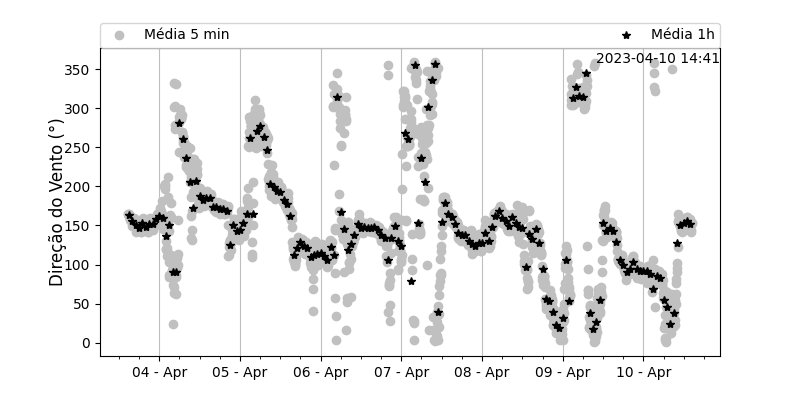 Média 5 min
Média 1h
2023-04-10 14:41
Direção do Vento (°)
350
300
250
200
150
100
50
0
04 - Apr
05 - Apr
06 - Apr
07 - Apr
08 - Apr
09 - Apr
10 - Apr